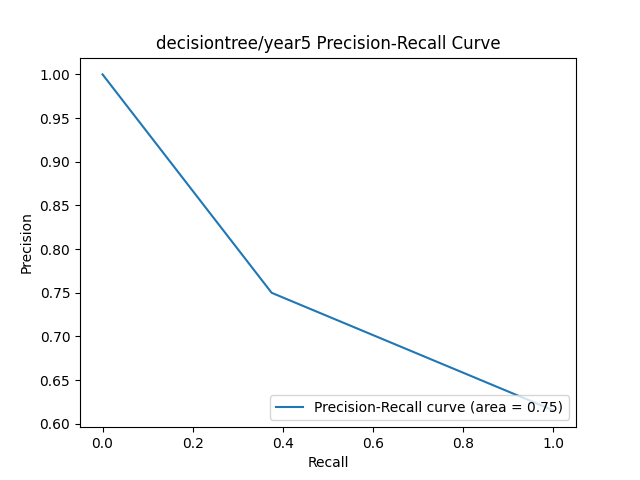 decisiontree/year5 Precision-Recall Curve
1.00
0.95
0.90
0.85
0.80
0.75
0.70
0.65
0.60
Precision
Precision-Recall curve (area = 0.75)
0.0 0.2 0.4 0.6 0.8 1.0
Recall